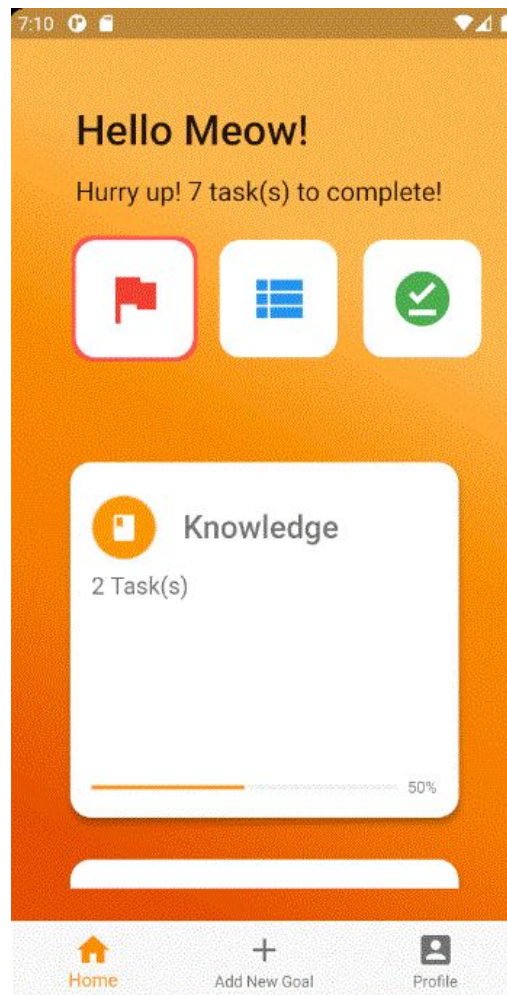 7:10
Hello Meow!
Hurry up! 7 task(s) to complete!
Knowledge
2 Task(s)
50%
Home
Add New Goal
Profile